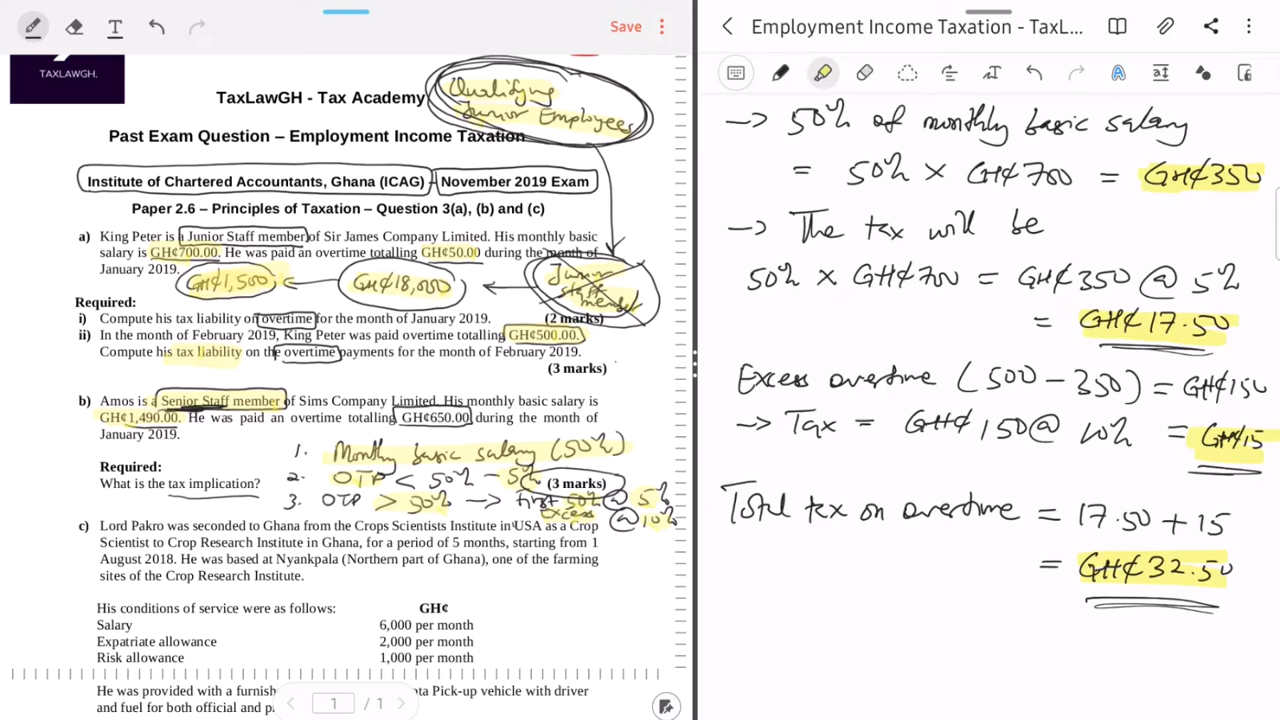 Save
TAXLAWGH.
TaxLawGH - Tax Academy
Qualifying
Junior Employees
Past Exam Question – Employment Income Taxation
Institute of Chartered Accountants, Ghana (ICAG) - November 2019 Exam
Paper 2.6 – Principles of Taxation – Question 3(a), (b) and (c)
a) King Peter is a Junior Staff member of Sir James Company Limited. His monthly basic
salary is GH¢700.00. He was paid an overtime totalling GH¢50.00 during the month of
January 2019.
GH¢1,500
GH¢18,000
Junior
staff
member
Required:
i) Compute his tax liability on overtime for the month of January 2019. (2 marks)
ii) In the month of February 2019, King Peter was paid overtime totalling GH¢500.00.
Compute his tax liability on the overtime payments for the month of February 2019.
(3 marks)
b) Amos is a Senior Staff member of Sims Company Limited. His monthly basic salary is
GH¢1,490.00. He was paid an overtime totalling GH¢650.00 during the month of
January 2019.
1. Monthly basic salary (50%)
Required:
2. OTP < 50% – 5%
What is the tax implication? (3 marks)
3. OTP > 50% → first 50% @ 5%
Excess @ 10%
c) Lord Pakro was seconded to Ghana from the Crops Scientists Institute in USA as a Crop
Scientist to Crop Research Institute in Ghana, for a period of 5 months, starting from 1
August 2018. He was based at Nyankpala (Northern part of Ghana), one of the farming
sites of the Crop Research Institute.
His conditions of service were as follows: GH¢
Salary 6,000 per month
Expatriate allowance 2,000 per month
Risk allowance 1,000 per month
He was provided with a furnish ta Pick-up vehicle with driver
and fuel for both official and p
1 / 1
Employment Income Taxation - TaxL...
→ 50% of monthly basic salary
= 50% × GH¢700 = GH¢350
→ The tax will be
50% × GH¢700 = GH¢350 @ 5%
= GH¢17.50
Excess overtime (500 – 350) = GH¢150
→ Tax = GH¢150 @ 10% = GH¢15
Total tax on overtime = 17.50 + 15
= GH¢32.50